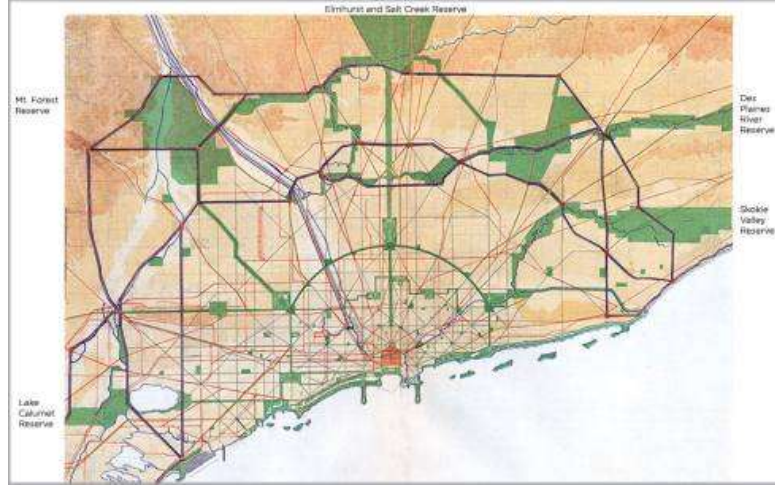 Elmhurst and Salt Creek Reserve
Mt. Forest
Reserve
Des
Plaines
River
Reserve
Skokie
Valley
Reserve
Lake
Calumet
Reserve